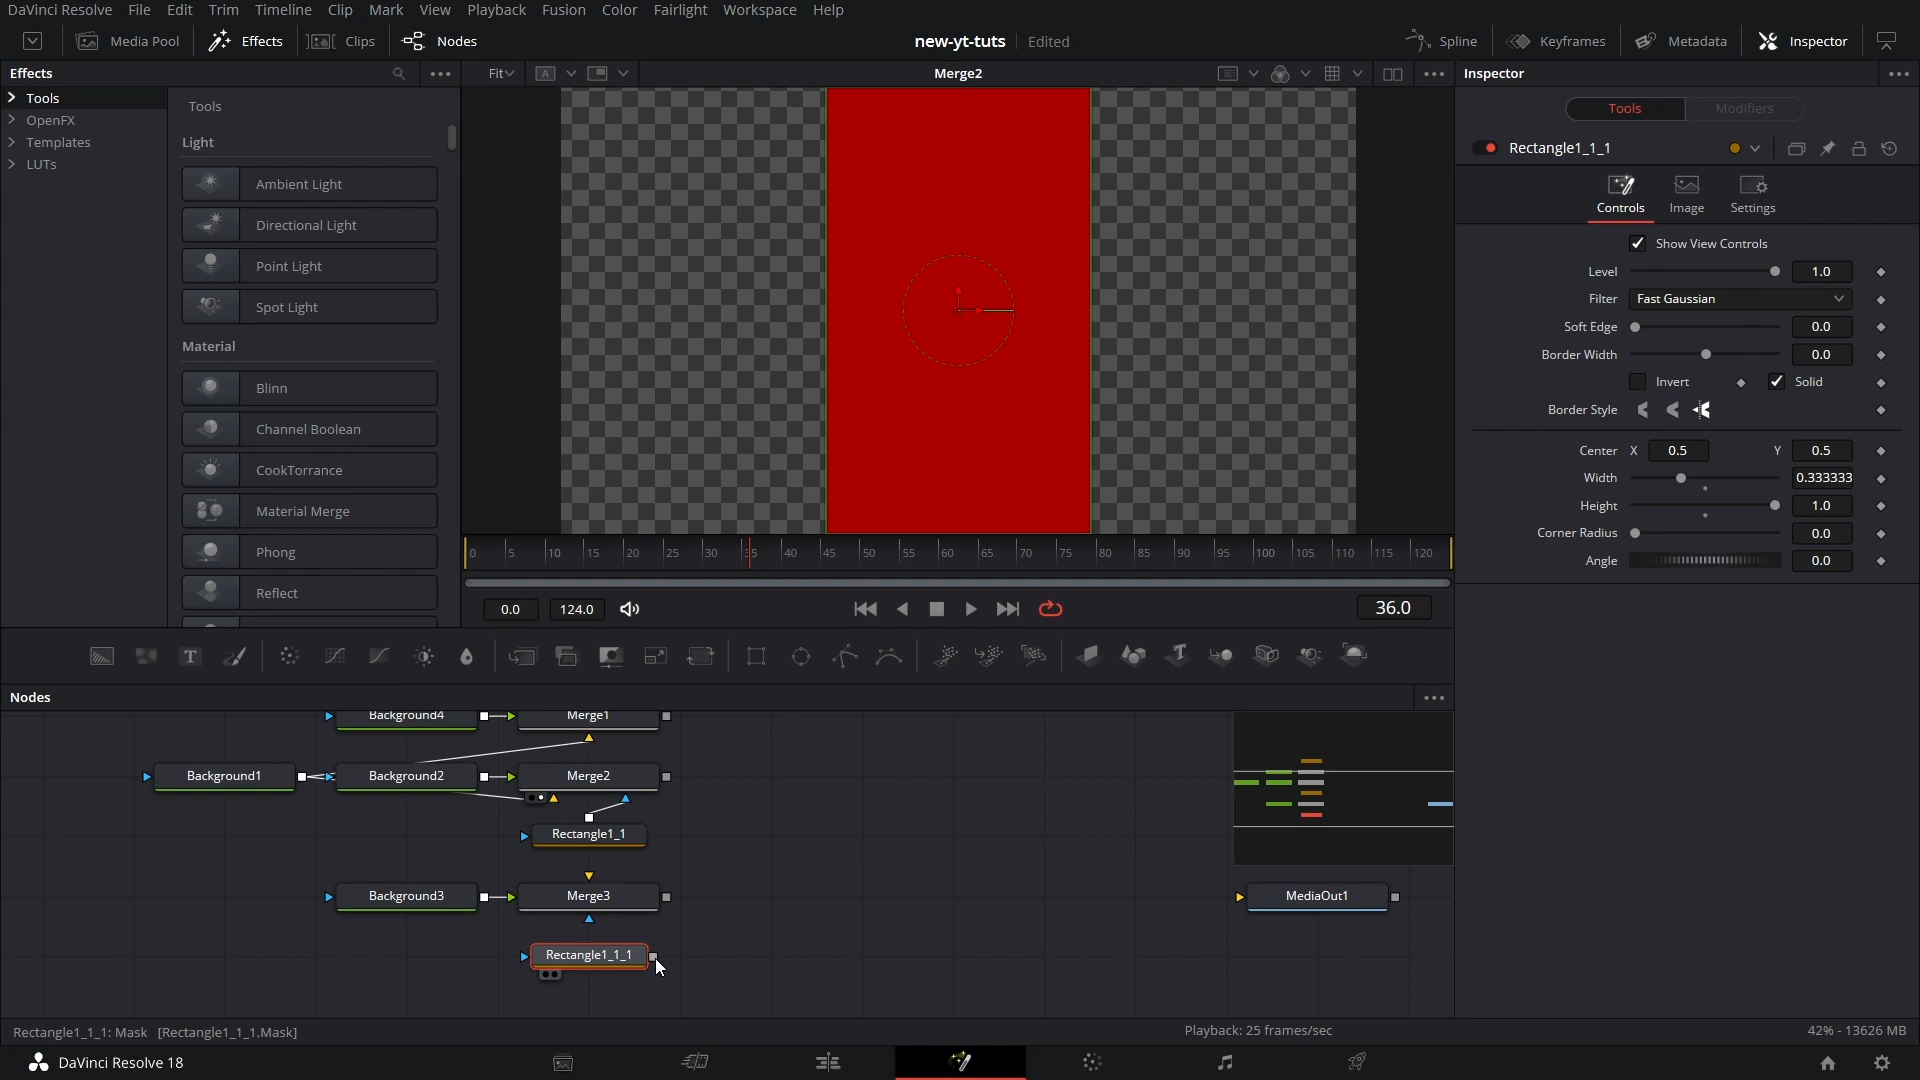 DaVinci Resolve File Edit Trim Timeline Clip Mark View Playback Fusion Color Fairlight Workspace Help
Media Pool Effects Clips Nodes new-yt-tuts Edited Spline Keyframes Metadata Inspector
Effects Fit A Merge2 Inspector
Tools
OpenFX
Templates
LUTs
Tools
Light
Ambient Light
Directional Light
Point Light
Spot Light
Material
Blinn
Channel Boolean
CookTorrance
Material Merge
Phong
Reflect
Tools Modifiers
Rectangle1_1_1
Controls Image Settings
Show View Controls
Level 1.0
Filter Fast Gaussian
Soft Edge 0.0
Border Width 0.0
Invert Solid
Border Style
Center X 0.5 Y 0.5
Width 0.333333
Height 1.0
Corner Radius 0.0
Angle 0.0
0 5 10 15 20 25 30 35 40 45 50 55 60 65 70 75 80 85 90 95 100 105 110 115 120
0.0 124.0 36.0
T
Nodes
Background4 Merge1
Background1 Background2 Merge2
Rectangle1_1
Background3 Merge3 MediaOut1
Rectangle1_1_1
Rectangle1_1_1: Mask [Rectangle1_1_1.Mask] Playback: 25 frames/sec 42% - 13626 MB
DaVinci Resolve 18